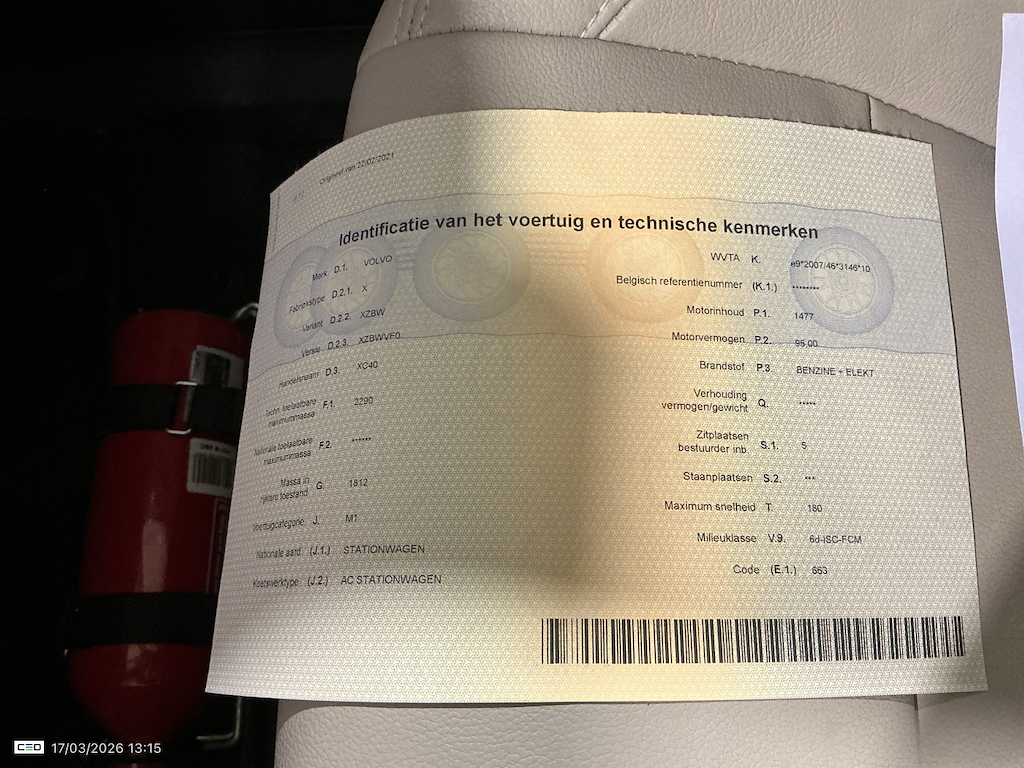 Origineel van 22/02/2021
Identificatie van het voertuig en technische kenmerken
Merk D.1. VOLVO
Fabriekstype D.2.1. X
Variant D.2.2. XZBW
Versie D.2.3. XZBWVF0
Handelsnaam D.3. XC40
Techn. toelaatbare
maximummassa F.1. 2290
Nationale toelaatbare
maximummassa F.2. ******
Massa in
rijklare toestand G. 1812
Voertuigcategorie J. M1
Nationale aard (J.1.) STATIONWAGEN
Koetswerktype (J.2.) AC STATIONWAGEN
WVTA K. e9*2007/46*3146*10
Belgisch referentienummer (K.1.) ********
Motorinhoud P.1. 1477
Motorvermogen P.2. 95,00
Brandstof P.3. BENZINE + ELEKT
Verhouding
vermogen/gewicht Q. *****
Zitplaatsen
bestuurder inb. S.1. 5
Staanplaatsen S.2. ***
Maximum snelheid T. 180
Milieuklasse V.9. 6d-ISC-FCM
Code (E.1.) 663
CEO 17/03/2026 13:15